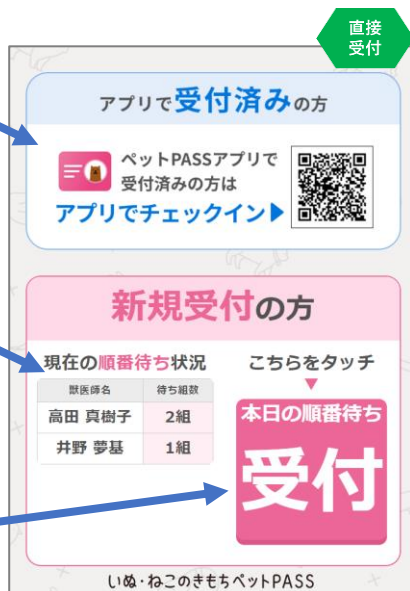 直接
受付
アプリで受付済みの方
ペットPASSアプリで
受付済みの方は
アプリでチェックイン▶
新規受付の方
現在の順番待ち状況
獣医師名 待ち組数
高田 真樹子 2組
井野 夢基 1組
こちらをタッチ
▼
本日の順番待ち
受付
いぬ・ねこのきもちペットPASS